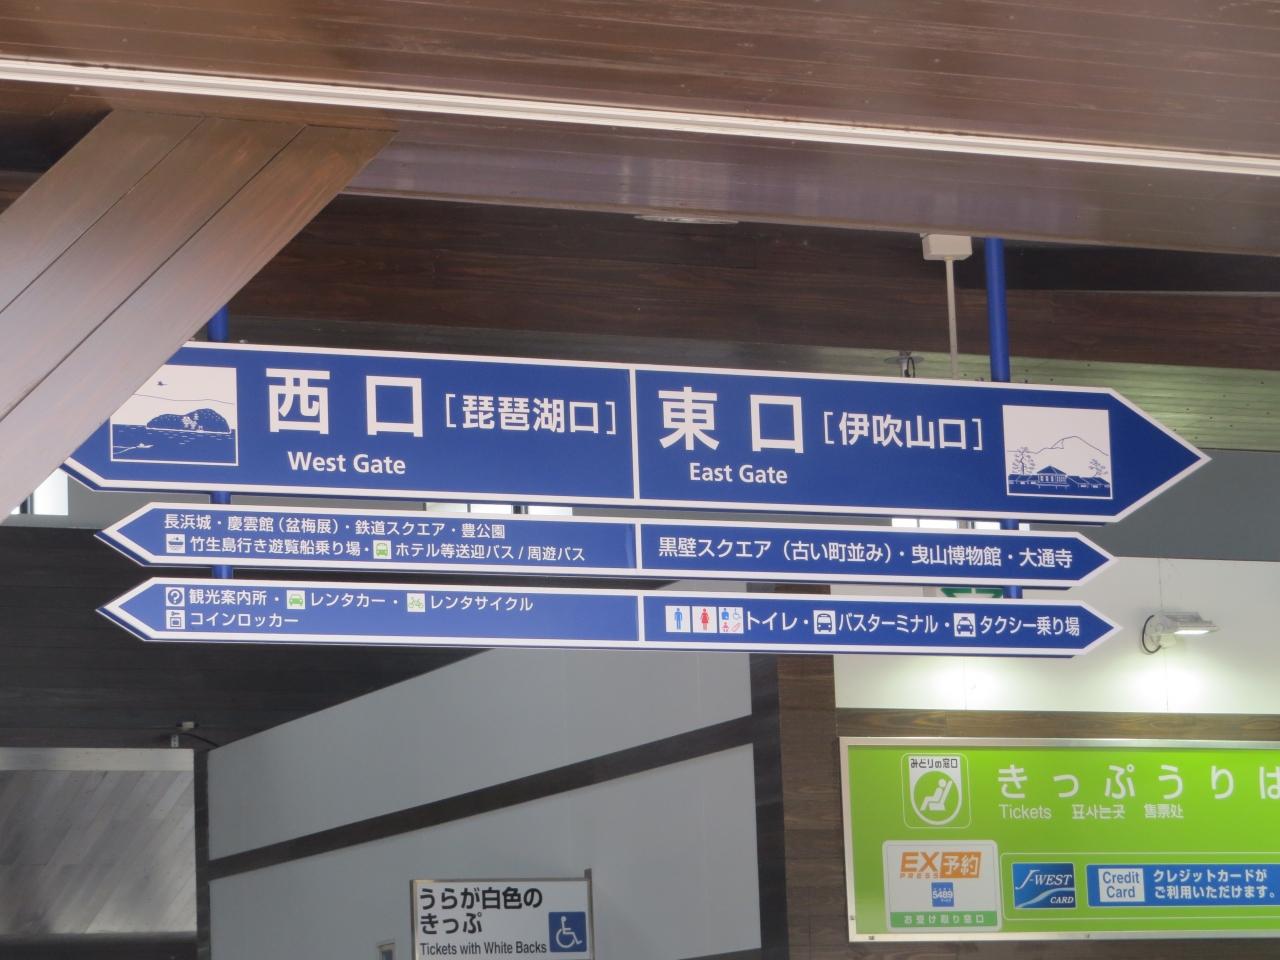 西口 [琵琶湖口]
West Gate
東口 [伊吹山口]
East Gate
長浜城・慶雲館(盆梅展)・鉄道スクエア・豊公園
竹生島行き遊覧船乗り場・ホテル等送迎バス/周遊バス
黒壁スクエア(古い町並み)・曳山博物館・大通寺
? 観光案内所・レンタカー・レンタサイクル
コインロッカー
トイレ・バスターミナル・タクシー乗り場
みどりの窓口
きっぷうりば
Tickets 표사는곳 售票处
EX予約
PRESS
5489
お受け取り窓口
J-WEST
CARD
Credit
Card
クレジットカードが
ご利用いただけます。
うらが白色の
きっぷ
Tickets with White Backs